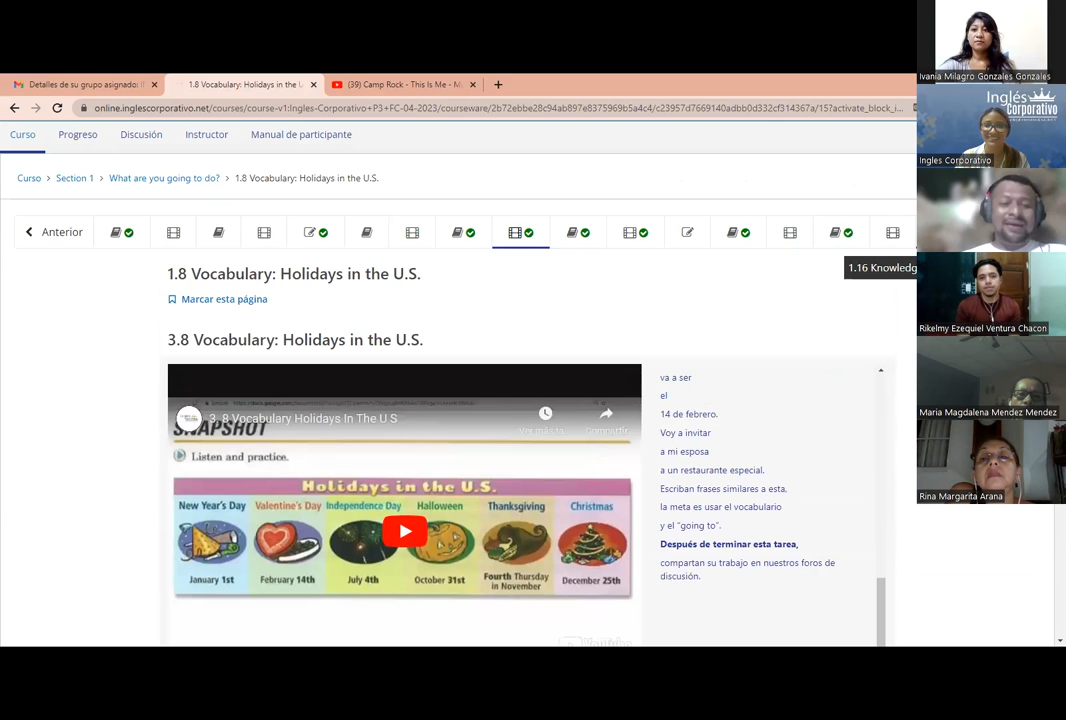 Detalles de su grupo asignado:
1.8 Vocabulary: Holidays in the U
(39) Camp Rock - This Is Me - M
online.inglescorporativo.net/courses/course-v1:Ingles-Corporativo+P3+FC-04-2023/courseware/2b72ebbe28c94ab897e8375969b5a4c4/c23957d7669140adbb0d332cf314367a/15?activate_block_i...
Curso
Progreso
Discusión
Instructor
Manual de participante
Curso > Section 1 > What are you going to do? > 1.8 Vocabulary: Holidays in the U.S.
Anterior
1.16 Knowledg
1.8 Vocabulary: Holidays in the U.S.
Marcar esta página
3.8 Vocabulary: Holidays in the U.S.
3. 8 Vocabulary Holidays In The U S
Ver más ta...
Compartir
SNAPSHOT
Listen and practice.
Holidays in the U.S.
New Year's Day
Valentine's Day
Independence Day
Halloween
Thanksgiving
Christmas
January 1st
February 14th
July 4th
October 31st
Fourth Thursday
in November
December 25th
YouTube
va a ser
el
14 de febrero.
Voy a invitar
a mi esposa
a un restaurante especial.
Escriban frases similares a esta,
la meta es usar el vocabulario
y el "going to".
Después de terminar esta tarea,
compartan su trabajo en nuestros foros de
discusión.
Ivania Milagro Gonzales Gonzales
Inglés
Corporativo
Ingles Corporativo
Rikelmy Ezequiel Ventura Chacon
Maria Magdalena Mendez Mendez
Rina Margarita Arana